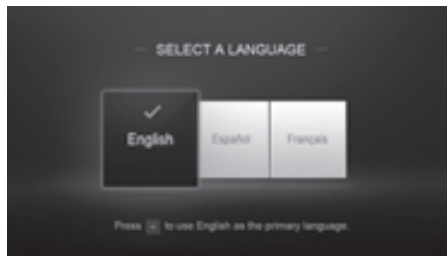 SELECT A LANGUAGE
English Español Français
Press to use English as the primary language.